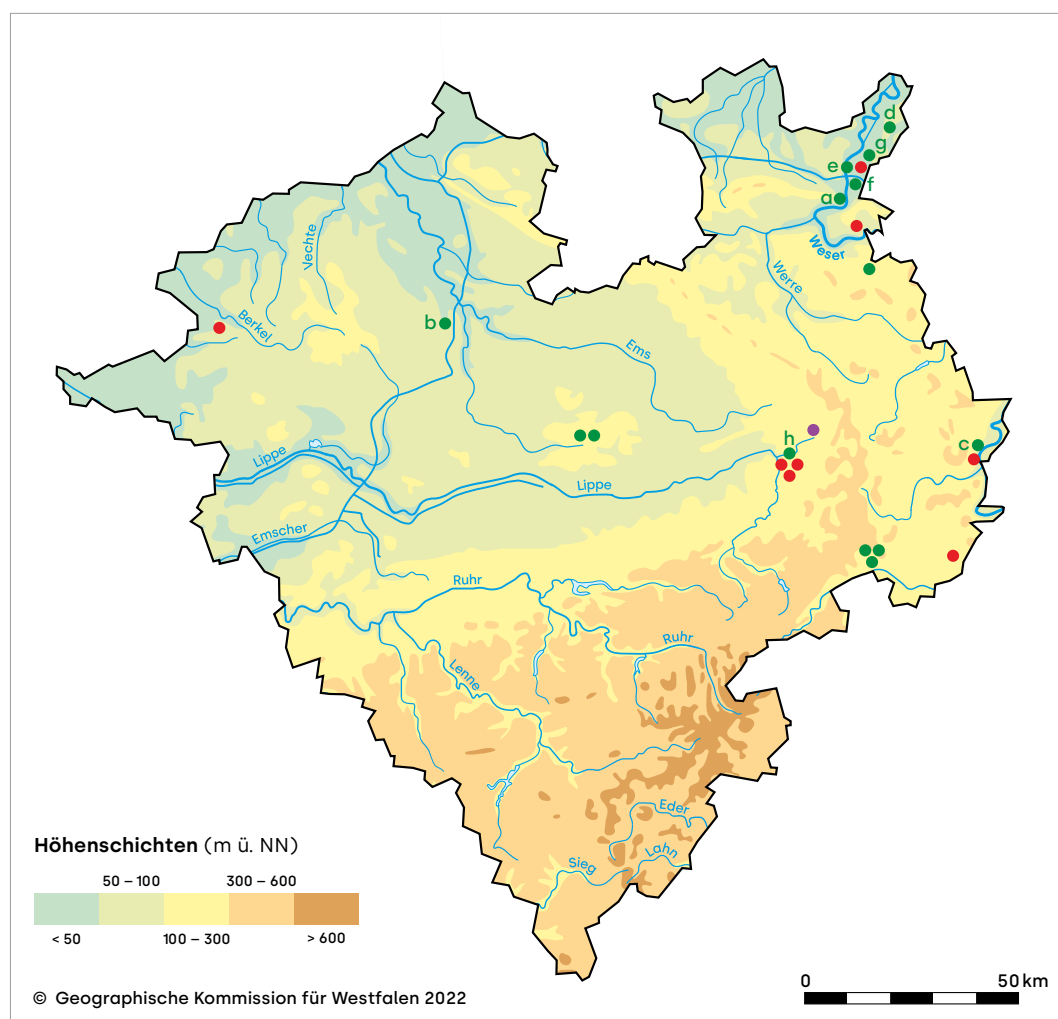 d
g
e
f
a
Weser
Vechte
Werre
Berkel
b
Ems
h
c
Lippe
Lippe
Emscher
Ruhr
Ruhr
Lenne
Eder
Lahn
Sieg
Höhenschichten (m ü. NN)
50 – 100 300 – 600
< 50 100 – 300 > 600
0 50 km
© Geographische Kommission für Westfalen 2022